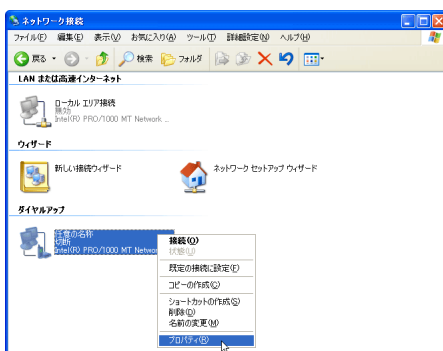 ネットワーク接続
ファイル(F) 編集(E) 表示(V) お気に入り(A) ツール(T) 詳細設定(N) ヘルプ(H)
戻る 検索 フォルダ
LAN または高速インターネット
ローカル エリア接続
無効
Intel(R) PRO/1000 MT Network ...
ウィザード
新しい接続ウィザード ネットワーク セットアップ ウィザード
ダイヤルアップ
任意の名称
切断
Intel(R) PRO/1000 MT Networ
接続(O)
状態(U)
既定の接続に設定(F)
コピーの作成(C)
ショートカットの作成(S)
削除(D)
名前の変更(M)
プロパティ(R)